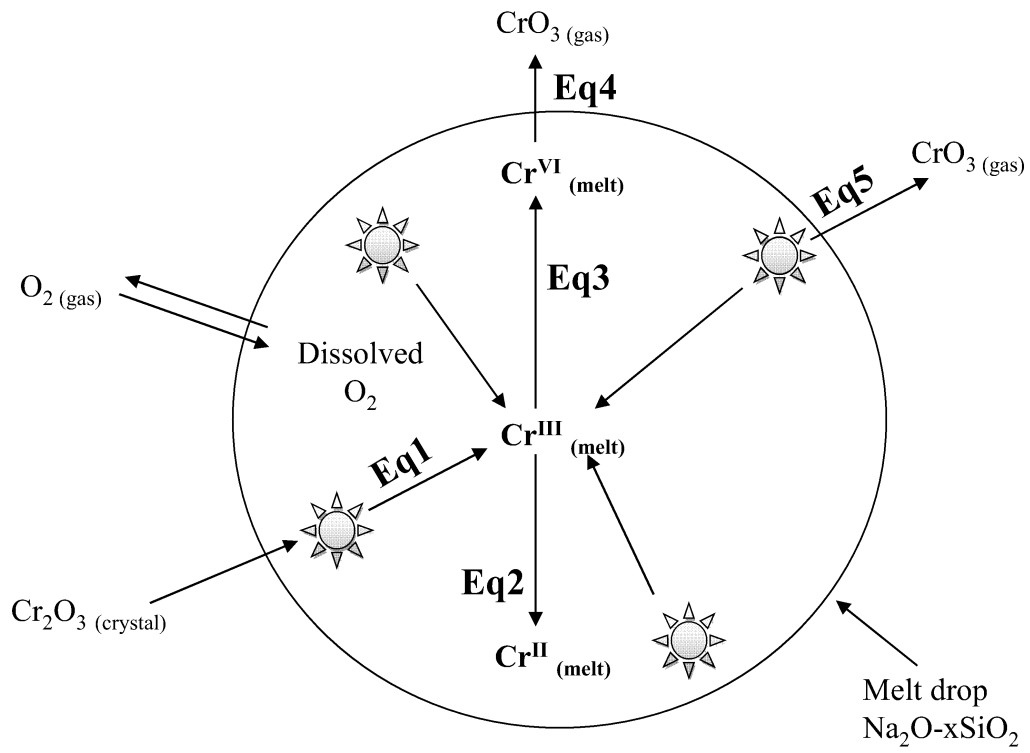 CrO3 (gas)
Eq4
CrO3 (gas)
CrVI (melt)
Eq5
Eq3
O2 (gas)
Dissolved
O2
CrIII (melt)
Eq1
Eq2
Cr2O3 (crystal)
CrII (melt)
Melt drop
Na2O-xSiO2